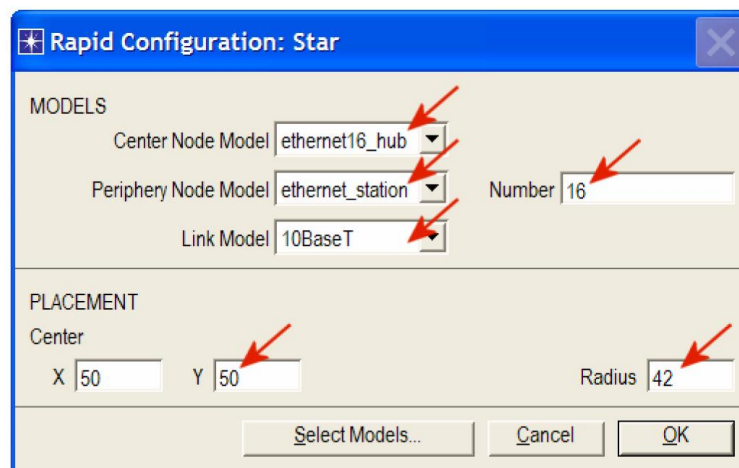 Rapid Configuration: Star
MODELS
Center Node Model ethernet16_hub
Periphery Node Model ethernet_station Number 16
Link Model 10BaseT
PLACEMENT
Center
X 50 Y 50 Radius 42
Select Models... Cancel OK